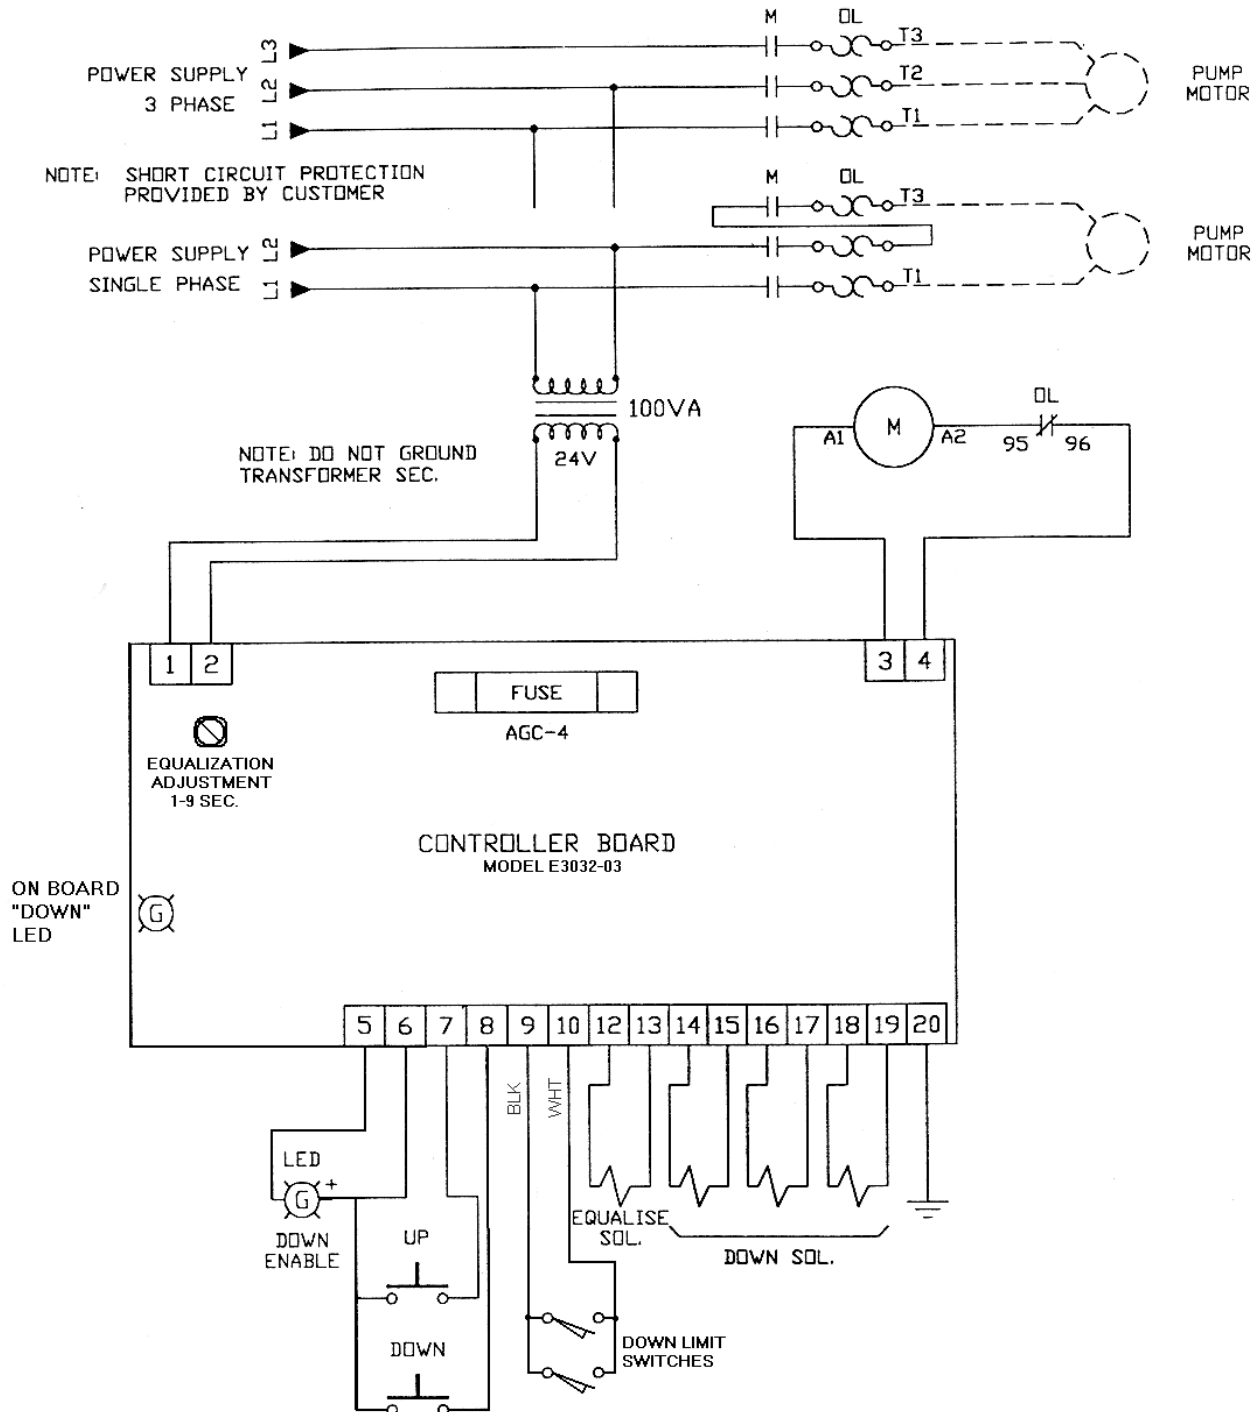 M OL
L3 T3
POWER SUPPLY L2 T2 PUMP
3 PHASE MOTOR
L1 T1
NOTE: SHORT CIRCUIT PROTECTION
PROVIDED BY CUSTOMER
M OL
T3
POWER SUPPLY L2 PUMP
MOTOR
SINGLE PHASE L1 T1
100VA
24V
NOTE: DO NOT GROUND
TRANSFORMER SEC.
OL
A1 M A2 95 96
1 2 3 4
FUSE
AGC-4
EQUALIZATION
ADJUSTMENT
1-9 SEC.
CONTROLLER BOARD
MODEL E3032-03
ON BOARD
"DOWN"
LED
G
5 6 7 8 9 10 12 13 14 15 16 17 18 19 20
BLK WHT
LED
G +
DOWN
ENABLE
UP
DOWN
EQUALISE
SOL.
DOWN SOL.
DOWN LIMIT
SWITCHES